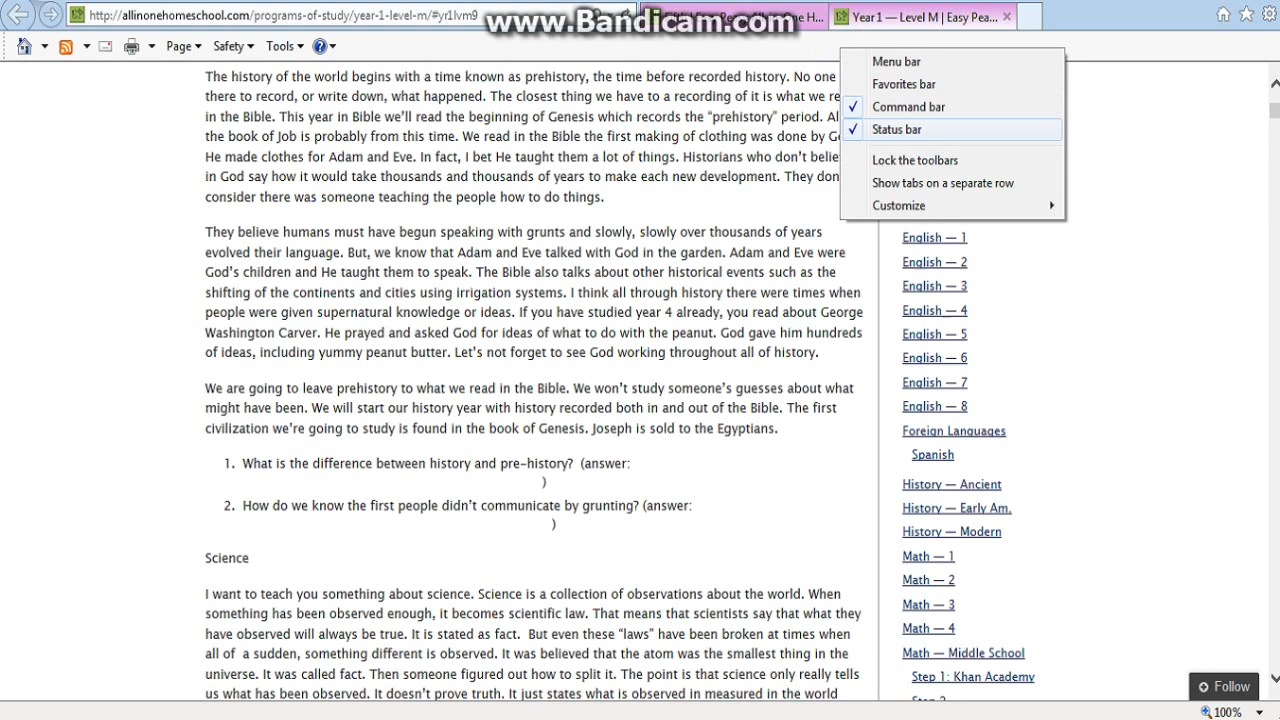 http://allinonehomeschool.com/programs-of-study/year-1-level-m/#yr1lvm9
www.Bandicam.com
Year 1 — Level M | Easy Pea...
Page
Safety
Tools
Menu bar
Favorites bar
Command bar
Status bar
Lock the toolbars
Show tabs on a separate row
Customize
The history of the world begins with a time known as prehistory, the time before recorded history. No one
there to record, or write down, what happened. The closest thing we have to a recording of it is what we re
in the Bible. This year in Bible we'll read the beginning of Genesis which records the "prehistory" period. Al
the book of Job is probably from this time. We read in the Bible the first making of clothing was done by G
He made clothes for Adam and Eve. In fact, I bet He taught them a lot of things. Historians who don't belie
in God say how it would take thousands and thousands of years to make each new development. They don
consider there was someone teaching the people how to do things.
They believe humans must have begun speaking with grunts and slowly, slowly over thousands of years
evolved their language. But, we know that Adam and Eve talked with God in the garden. Adam and Eve were
God's children and He taught them to speak. The Bible also talks about other historical events such as the
shifting of the continents and cities using irrigation systems. I think all through history there were times when
people were given supernatural knowledge or ideas. If you have studied year 4 already, you read about George
Washington Carver. He prayed and asked God for ideas of what to do with the peanut. God gave him hundreds
of ideas, including yummy peanut butter. Let's not forget to see God working throughout all of history.
We are going to leave prehistory to what we read in the Bible. We won't study someone's guesses about what
might have been. We will start our history year with history recorded both in and out of the Bible. The first
civilization we're going to study is found in the book of Genesis. Joseph is sold to the Egyptians.
1. What is the difference between history and pre-history? (answer:
)
2. How do we know the first people didn't communicate by grunting? (answer:
)
Science
I want to teach you something about science. Science is a collection of observations about the world. When
something has been observed enough, it becomes scientific law. That means that scientists say that what they
have observed will always be true. It is stated as fact. But even these "laws" have been broken at times when
all of a sudden, something different is observed. It was believed that the atom was the smallest thing in the
universe. It was called fact. Then someone figured out how to split it. The point is that science only really tells
us what has been observed. It doesn't prove truth. It just states what is observed in measured in the world
English — 1
English — 2
English — 3
English — 4
English — 5
English — 6
English — 7
English — 8
Foreign Languages
Spanish
History — Ancient
History — Early Am.
History — Modern
Math — 1
Math — 2
Math — 3
Math — 4
Math — Middle School
Step 1: Khan Academy
Follow
100%